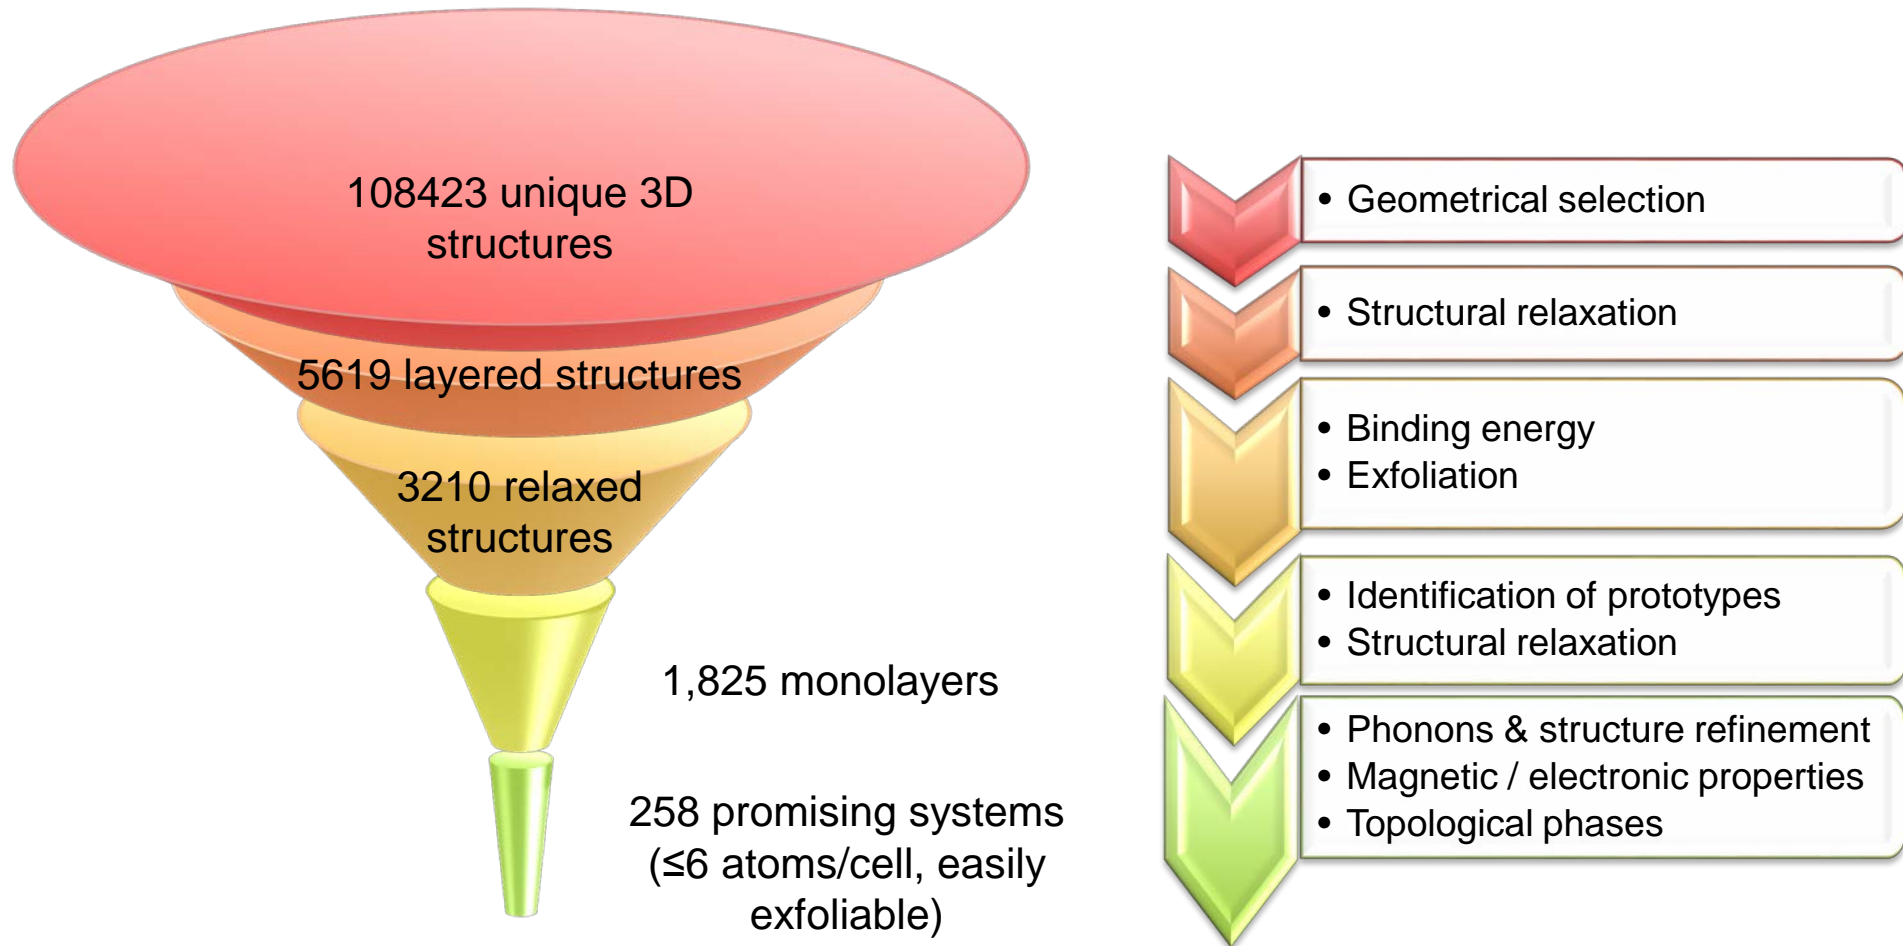 108423 unique 3D
structures
5619 layered structures
3210 relaxed
structures
1,825 monolayers
258 promising systems
(≤6 atoms/cell, easily
exfoliable)
• Geometrical selection
• Structural relaxation
• Binding energy
• Exfoliation
• Identification of prototypes
• Structural relaxation
• Phonons & structure refinement
• Magnetic / electronic properties
• Topological phases